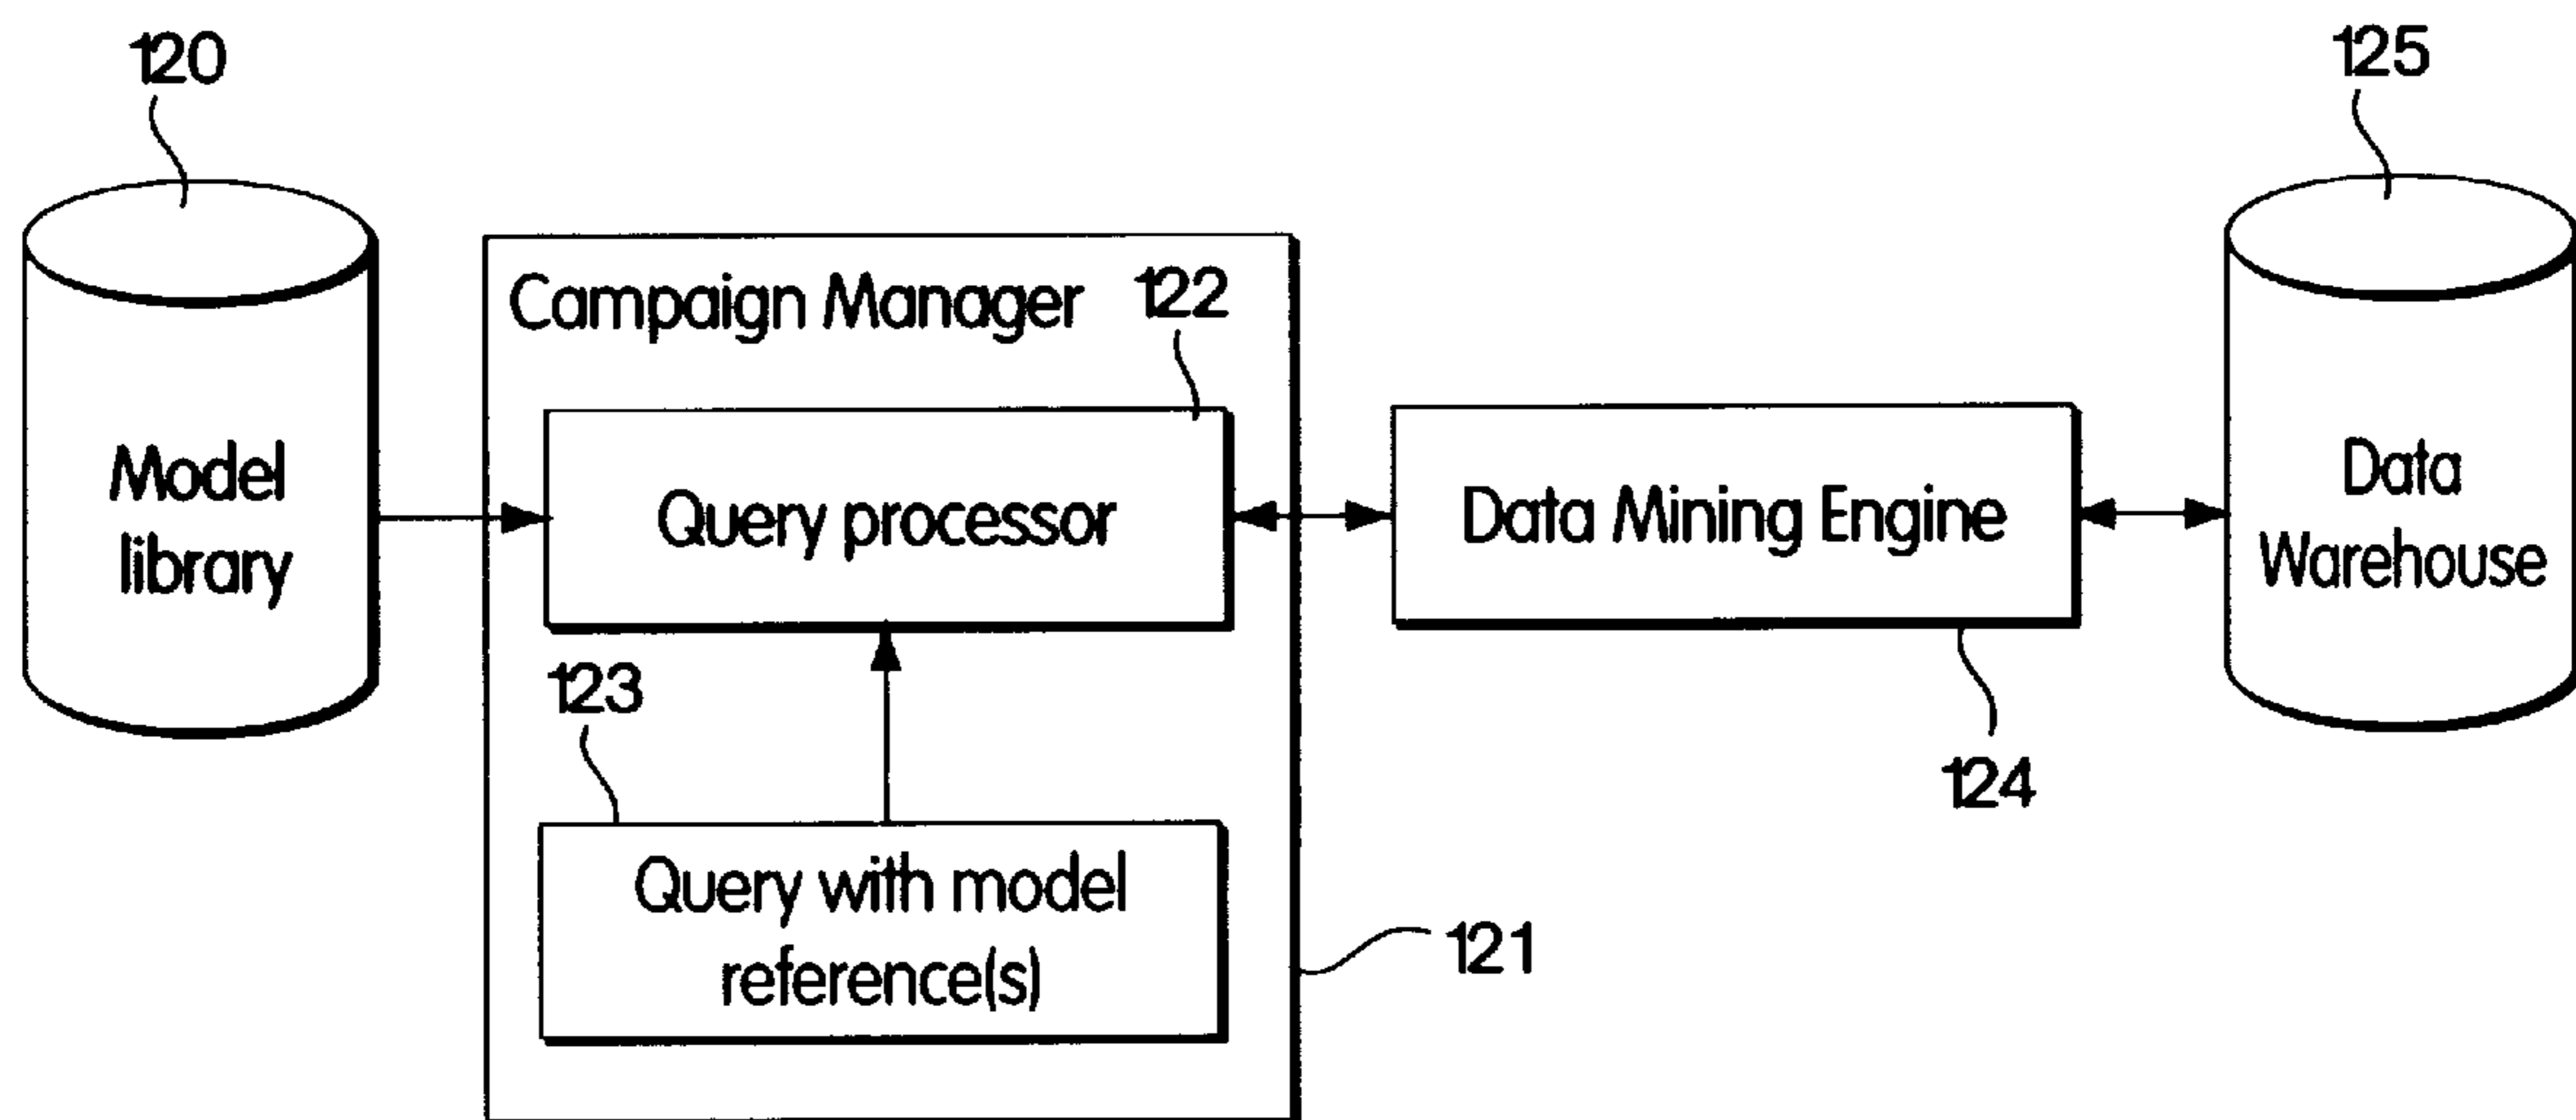 120
125
Campaign Manager
122
Model
library
Query processor
Data Mining Engine
Data
Warehouse
123
124
Query with model
reference(s)
121